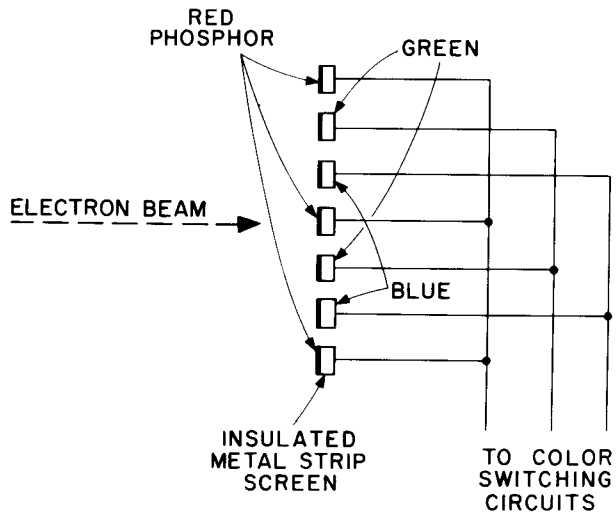 RED
PHOSPHOR
GREEN
ELECTRON BEAM
BLUE
INSULATED
METAL STRIP
SCREEN
TO COLOR
SWITCHING
CIRCUITS